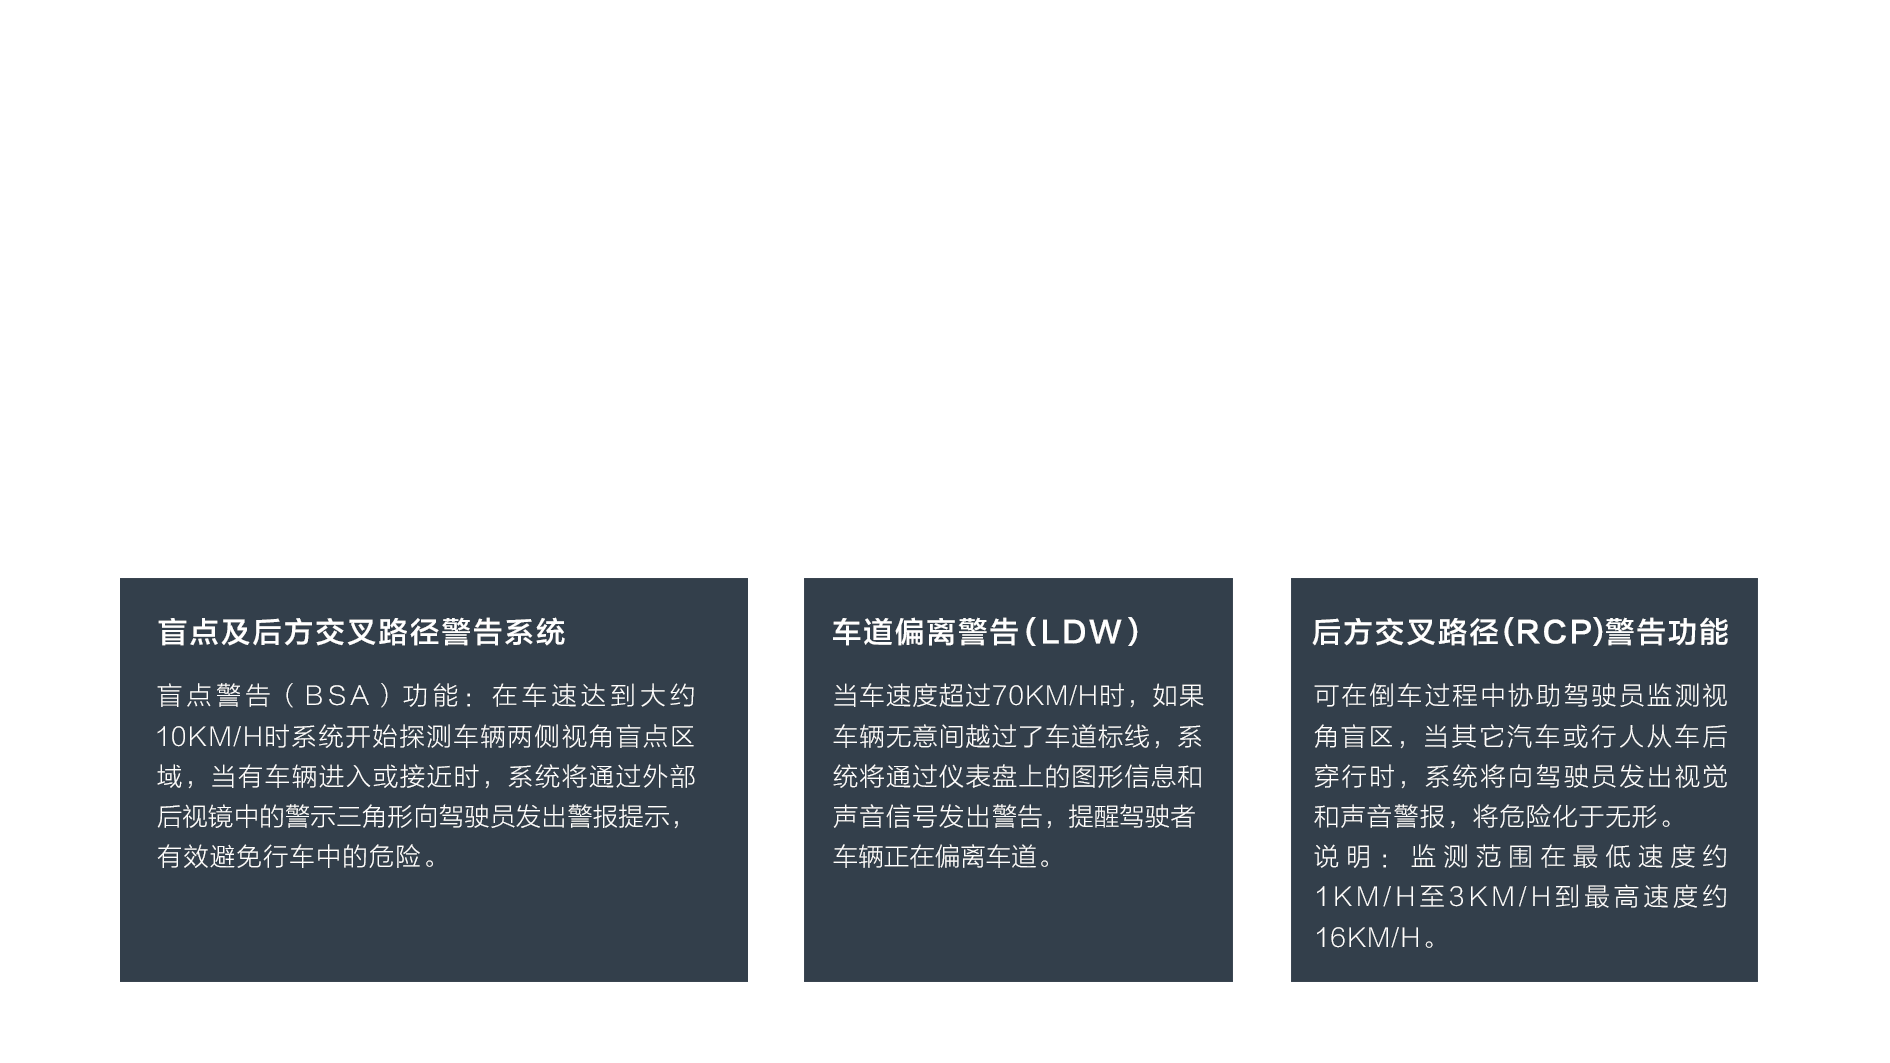 盲点及后方交叉路径警告系统
盲点警告（BSA）功能：在车速达到大约
10KM/H时系统开始探测车辆两侧视角盲点区
域，当有车辆进入或接近时，系统将通过外部
后视镜中的警示三角形向驾驶员发出警报提示，
有效避免行车中的危险。
车道偏离警告(LDW)
当车速度超过70KM/H时，如果
车辆无意间越过了车道标线，系
统将通过仪表盘上的图形信息和
声音信号发出警告，提醒驾驶者
车辆正在偏离车道。
后方交叉路径(RCP)警告功能
可在倒车过程中协助驾驶员监测视
角盲区，当其它汽车或行人从车后
穿行时，系统将向驾驶员发出视觉
和声音警报，将危险化于无形。
说明：监测范围在最低速度约
1KM/H至3KM/H到最高速度约
16KM/H。